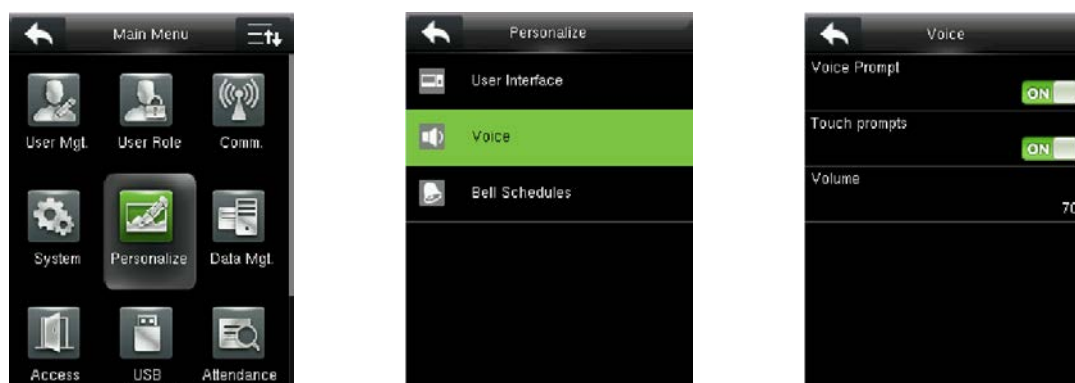 Main Menu
User Mgt.
User Role
Comm.
System
Personalize
Data Mgt.
Access
USB
Attendance
Personalize
User Interface
Voice
Bell Schedules
Voice
Voice Prompt
ON
Touch prompts
ON
Volume
70